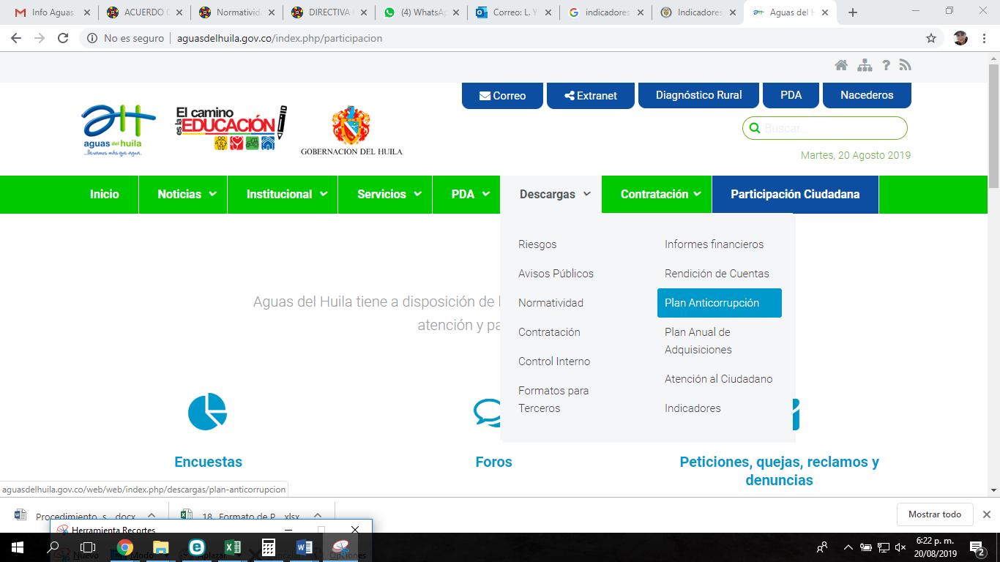 Info Aguas
ACUERDO
Normativid
DIRECTIVA
(4) WhatsAp
Correo: L. Y
indicadores
Indicadores
Aguas del H
No es seguro
aguasdelhuila.gov.co/index.php/participacion
Correo
Extranet
Diagnóstico Rural
PDA
Nacederos
aguas del huila
...llevamos más que agua.
El camino
es la EDUCACIÓN
GOBERNACION DEL HUILA
Buscar...
Martes, 20 Agosto 2019
Inicio
Noticias
Institucional
Servicios
PDA
Descargas
Contratación
Participación Ciudadana
Riesgos
Avisos Públicos
Normatividad
Contratación
Control Interno
Formatos para
Terceros
Informes financieros
Rendición de Cuentas
Plan Anticorrupción
Plan Anual de
Adquisiciones
Atención al Ciudadano
Indicadores
Aguas del Huila tiene a disposición de
atención y pa
Encuestas
Foros
Peticiones, quejas, reclamos y
denuncias
aguasdelhuila.gov.co/web/web/index.php/descargas/plan-anticorrupcion
Procedimiento_s....docx
18. Formato de P....xlsx
Mostrar todo
Herramienta Recortes
Nuevo
Modo
Aplazar
Opciones
6:22 p. m.
20/08/2019
2